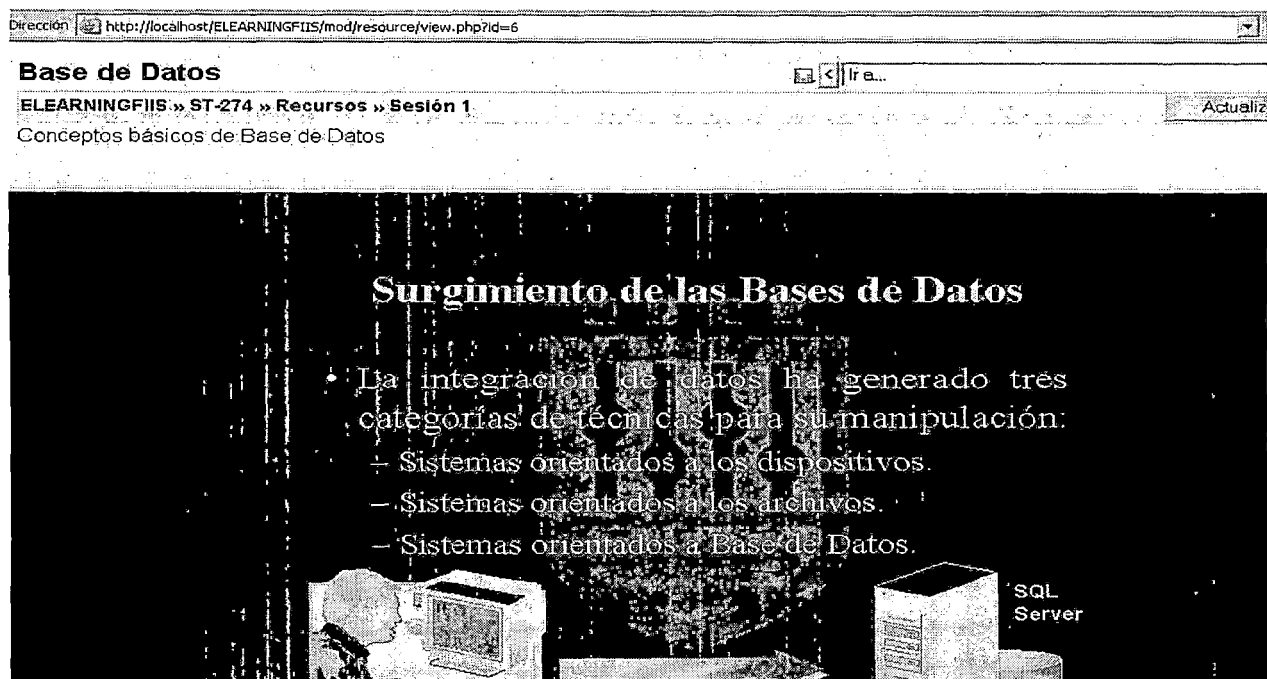 Dirección http://localhost/ELEARNINGFIIS/mod/resource/view.php?id=6
Base de Datos
Ir a...
ELEARNINGFIIS » ST-274 » Recursos » Sesión 1
Actualiz
Conceptos básicos de Base de Datos
Surgimiento de las Bases de Datos
• La integración de datos ha generado tres
categorías de técnicas para su manipulación:
– Sistemas orientados a los dispositivos.
– Sistemas orientados a los archivos.
– Sistemas orientados a Base de Datos.
SQL
Server